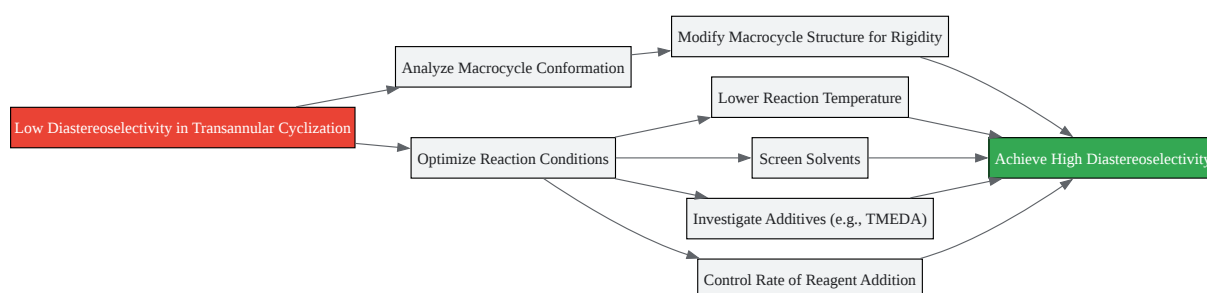 Modify Macrocycle Structure for Rigidity
Analyze Macrocycle Conformation
Lower Reaction Temperature
Low Diastereoselectivity in Transannular Cyclization
Optimize Reaction Conditions
Screen Solvents
Achieve High Diastereoselectivity
Investigate Additives (e.g., TMEDA)
Control Rate of Reagent Addition